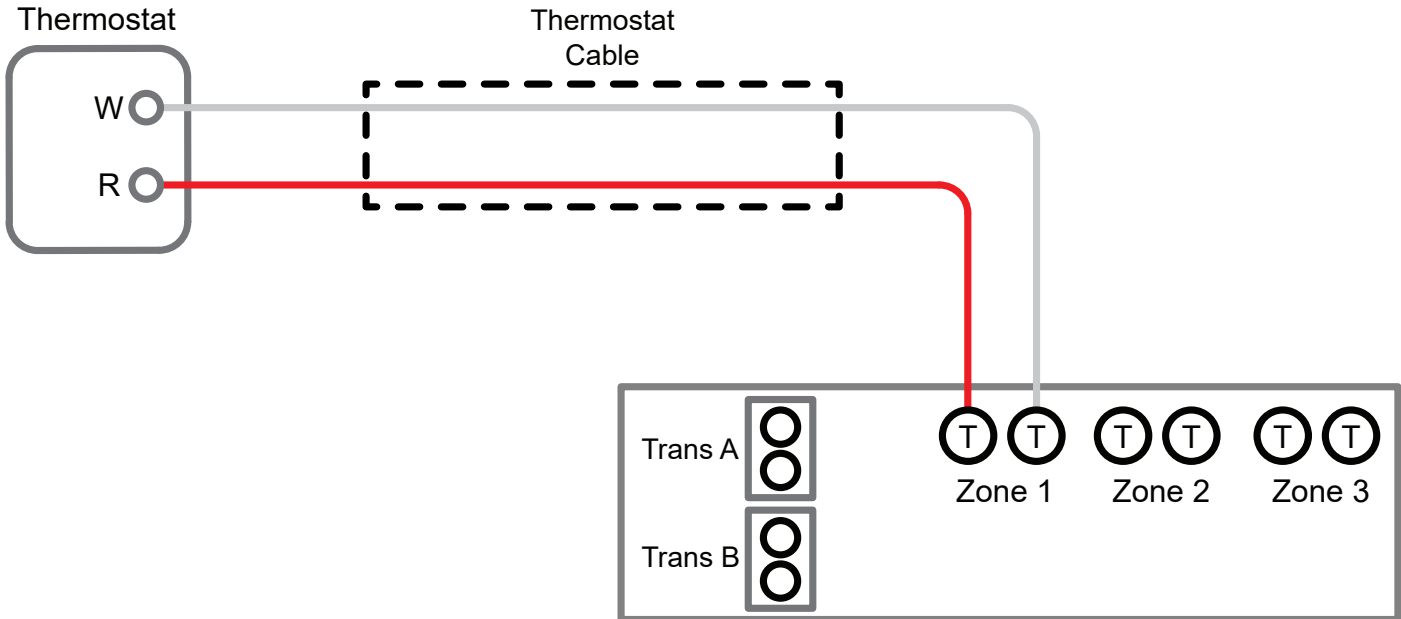 Thermostat
Thermostat
Cable
W
R
Trans A
T T T T T T
Zone 1 Zone 2 Zone 3
Trans B